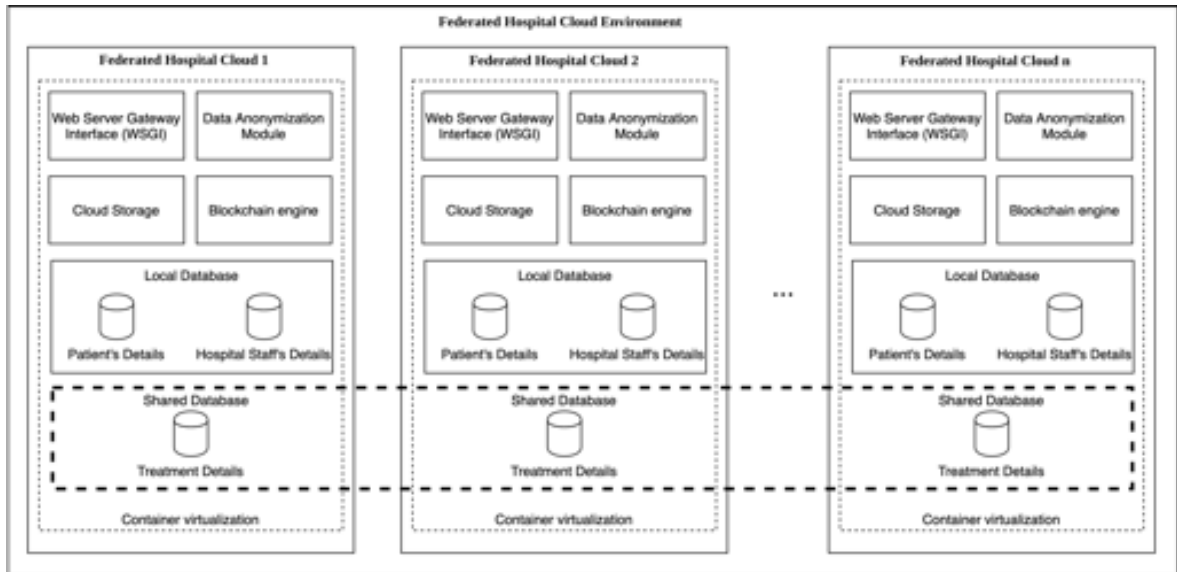 Federated Hospital Cloud Environment
Federated Hospital Cloud 1
Web Server Gateway
Interface (WSGI)
Data Anonymization
Module
Cloud Storage
Blockchain engine
Local Database
Patient's Details
Hospital Staff's Details
Shared Database
Treatment Details
Container virtualization
Federated Hospital Cloud 2
Web Server Gateway
Interface (WSGI)
Data Anonymization
Module
Cloud Storage
Blockchain engine
Local Database
Patient's Details
Hospital Staff's Details
Shared Database
Treatment Details
Container virtualization
...
Federated Hospital Cloud n
Web Server Gateway
Interface (WSGI)
Data Anonymization
Module
Cloud Storage
Blockchain engine
Local Database
Patient's Details
Hospital Staff's Details
Shared Database
Treatment Details
Container virtualization